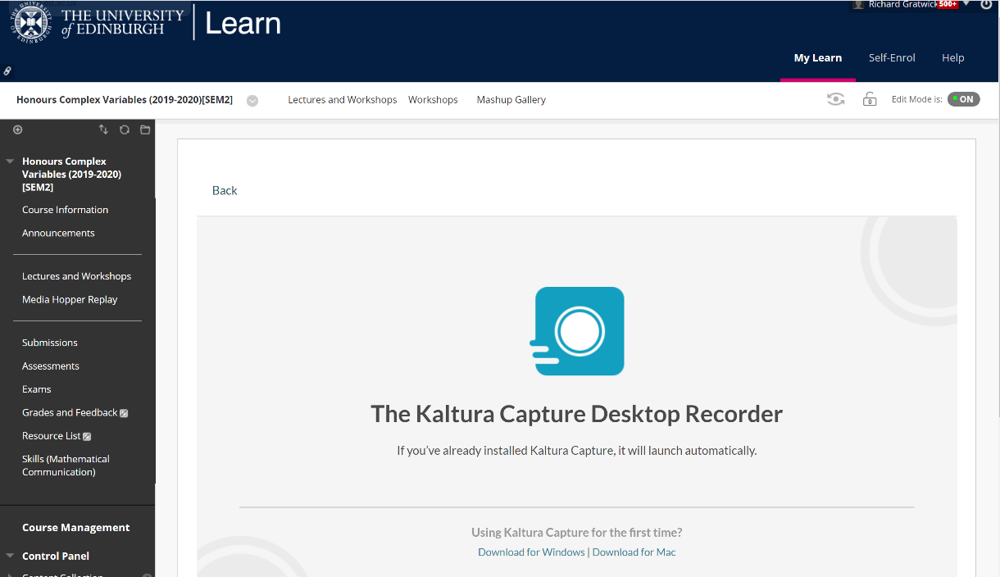 THE UNIVERSITY
of EDINBURGH
Learn
Richard Gratwick 500+
My Learn Self-Enrol Help
Honours Complex Variables (2019-2020)[SEM2] Lectures and Workshops Workshops Mashup Gallery Edit Mode is: ON
Honours Complex
Variables (2019-2020)
[SEM2]
Course Information
Announcements
Lectures and Workshops
Media Hopper Replay
Submissions
Assessments
Exams
Grades and Feedback
Resource List
Skills (Mathematical
Communication)
Course Management
Control Panel
Content Collection
Back
The Kaltura Capture Desktop Recorder
If you’ve already installed Kaltura Capture, it will launch automatically.
Using Kaltura Capture for the first time?
Download for Windows | Download for Mac